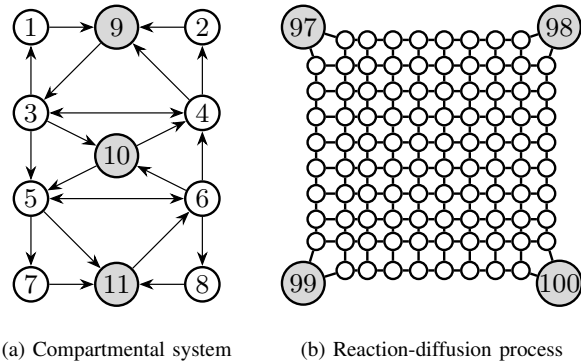 1 9 2
3 4
10
5 6
7 11 8
97 98
99 100
(a) Compartmental system
(b) Reaction-diffusion process